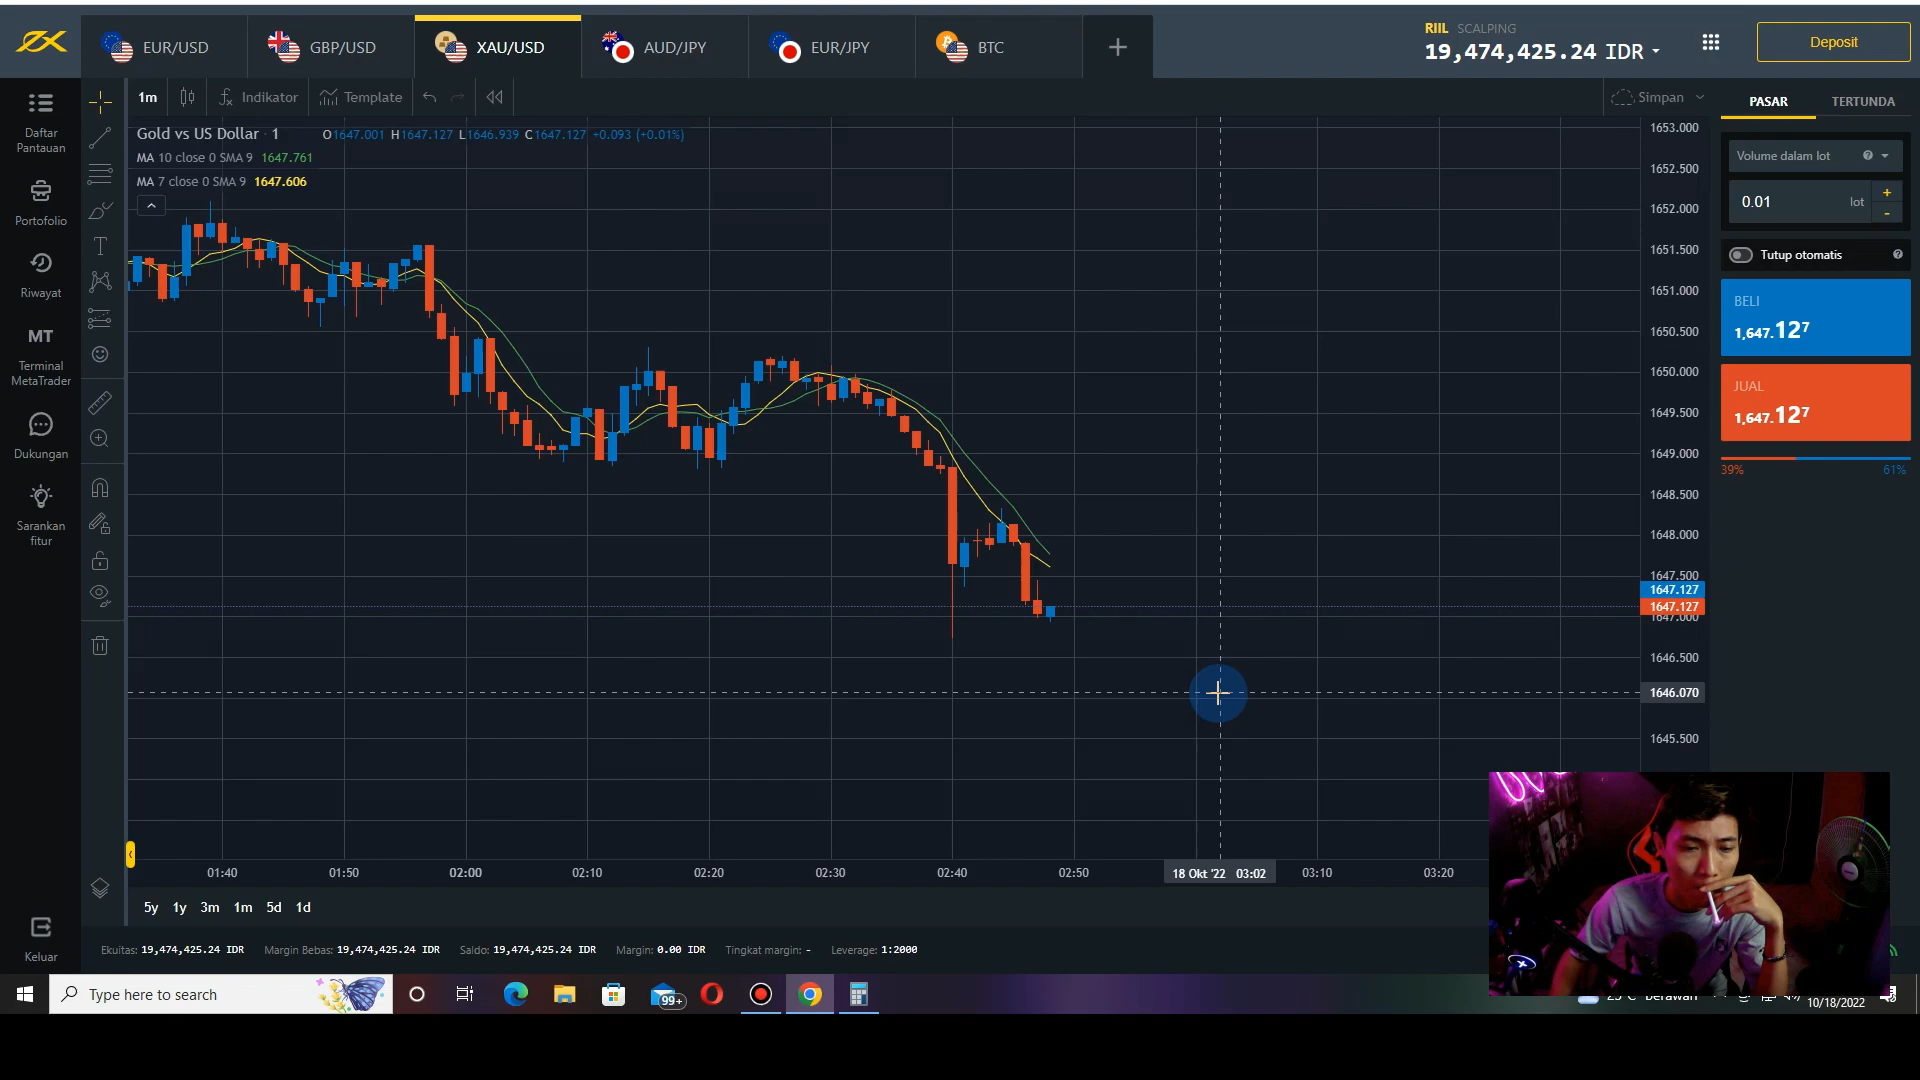 EUR/USD
GBP/USD
XAU/USD
AUD/JPY
EUR/JPY
BTC
RIIL SCALPING
19,474,425.24 IDR
Deposit
Daftar Pantauan
Portofolio
Riwayat
MT
Terminal MetaTrader
Dukungan
Sarankan fitur
Keluar
1m
Indikator
Template
Simpan
Gold vs US Dollar · 1 O1647.001 H1647.127 L1646.939 C1647.127 +0.093 (+0.01%)
MA 10 close 0 SMA 9 1647.761
MA 7 close 0 SMA 9 1647.606
1653.000
1652.500
1652.000
1651.500
1651.000
1650.500
1650.000
1649.500
1649.000
1648.500
1648.000
1647.500
1647.127
1647.127
1647.000
1646.500
1646.070
1645.500
PASAR TERTUNDA
Volume dalam lot
0.01 lot
+
-
Tutup otomatis
BELI
1,647.127
JUAL
1,647.127
39% 61%
01:40 01:50 02:00 02:10 02:20 02:30 02:40 02:50 18 Okt '22 03:02 03:10 03:20
5y 1y 3m 1m 5d 1d
Ekuitas: 19,474,425.24 IDR Margin Bebas: 19,474,425.24 IDR Saldo: 19,474,425.24 IDR Margin: 0.00 IDR Tingkat margin: - Leverage: 1:2000
Type here to search
99+
10/18/2022